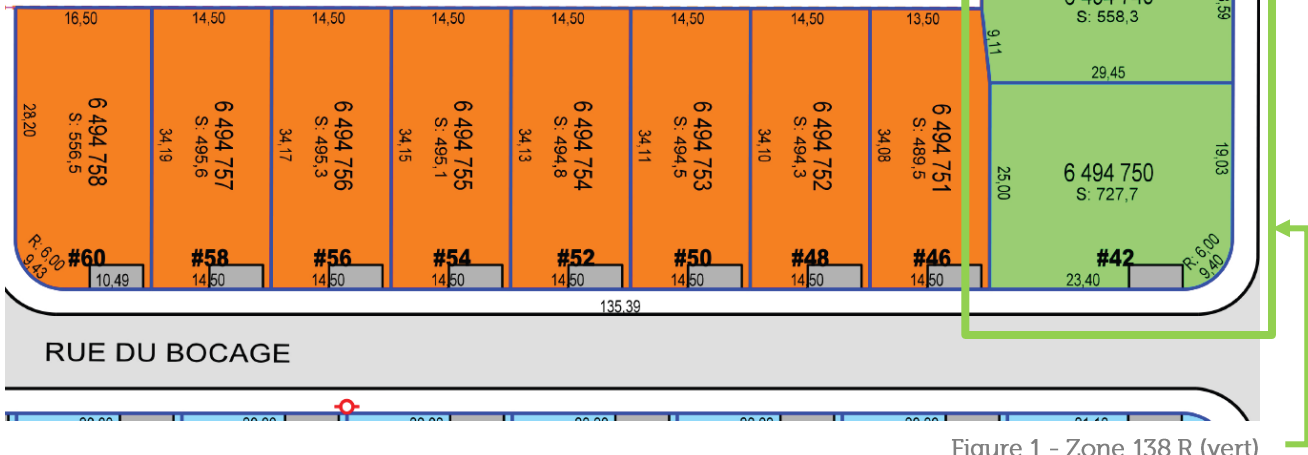 16,50 14,50 14,50 14,50 14,50 14,50 14,50 13,50
S: 558,3
9,11
29,45
28,20
6 494 758
S: 556,5
34,19
6 494 757
S: 495,6
34,17
6 494 756
S: 495,3
34,15
6 494 755
S: 495,1
34,13
6 494 754
S: 494,8
34,11
6 494 753
S: 494,5
34,10
6 494 752
S: 494,3
34,08
6 494 751
S: 489,5
25,00
6 494 750
S: 727,7
19,03
R: 6,00
9,43
#60 #58 #56 #54 #52 #50 #48 #46 #42
R: 6,00
9,40
10,49 14,50 14,50 14,50 14,50 14,50 14,50 14,50 23,40
135,39
RUE DU BOCAGE
Figure 1 - Zone 138 R (vert)